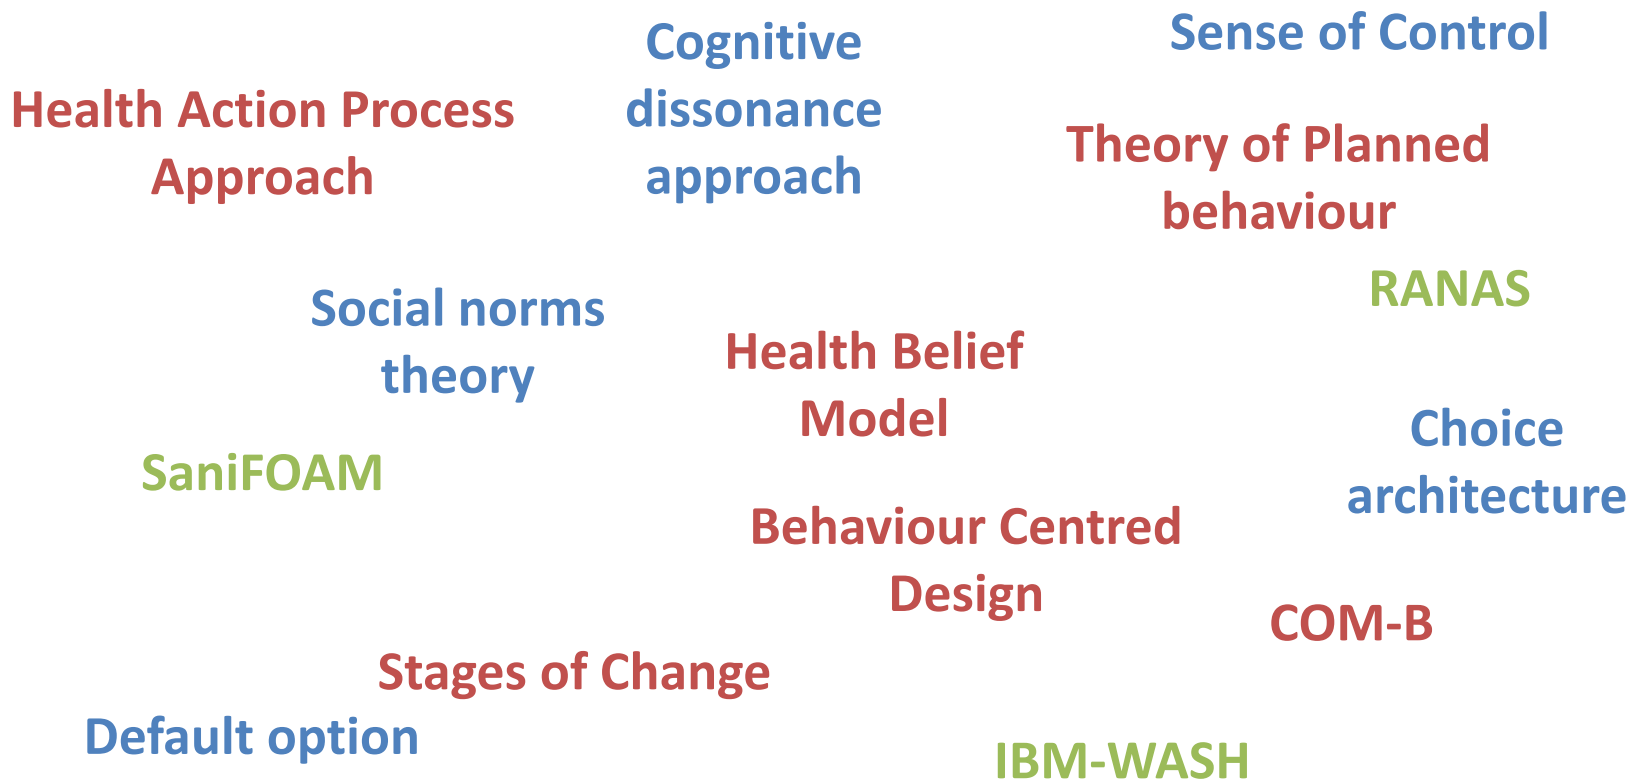 Cognitive
dissonance
approach
Sense of Control
Health Action Process
Approach
Theory of Planned
behaviour
RANAS
Social norms
theory
Health Belief
Model
Choice
architecture
SaniFOAM
Behaviour Centred
Design
COM-B
Stages of Change
Default option
IBM-WASH